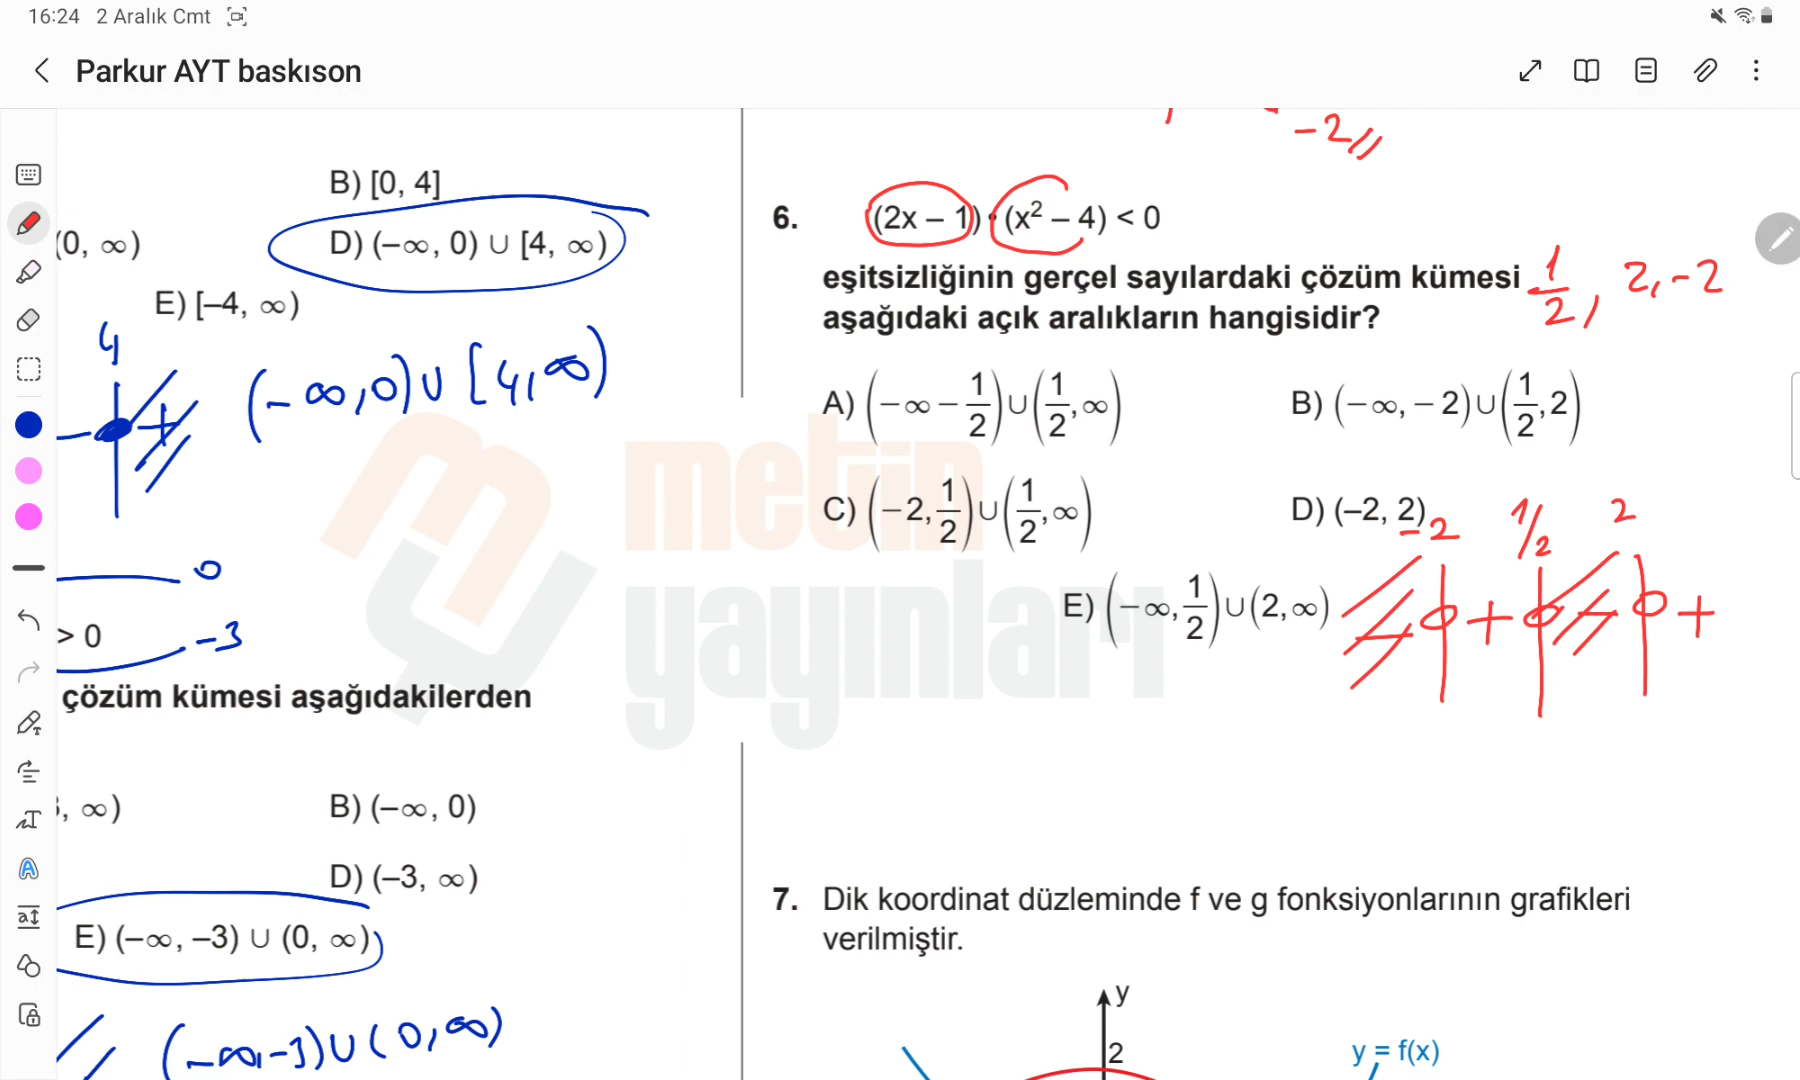 16:24 2 Aralık Cmt
Parkur AYT baskıson
B) [0, 4]
(0, ∞)
D) (–∞, 0) ∪ [4, ∞)
E) [–4, ∞)
4
+
(-∞,0)∪[4,∞)
0
> 0
-3
çözüm kümesi aşağıdakilerden
, ∞)
B) (–∞, 0)
D) (–3, ∞)
E) (–∞, –3) ∪ (0, ∞)
(-∞,-3)∪(0,∞)
-2//
6. (2x – 1) · (x² – 4) < 0
eşitsizliğinin gerçel sayılardaki çözüm kümesi
aşağıdaki açık aralıkların hangisidir?
1/2, 2,-2
A) (–∞ – 1/2) ∪ (1/2, ∞)
B) (–∞, – 2) ∪ (1/2, 2)
C) (–2, 1/2) ∪ (1/2, ∞)
D) (–2, 2)
E) (–∞, 1/2) ∪ (2, ∞)
-2 1/2 2
- + - +
metin
yayınları
7. Dik koordinat düzleminde f ve g fonksiyonlarının grafikleri
verilmiştir.
y
2
y = f(x)